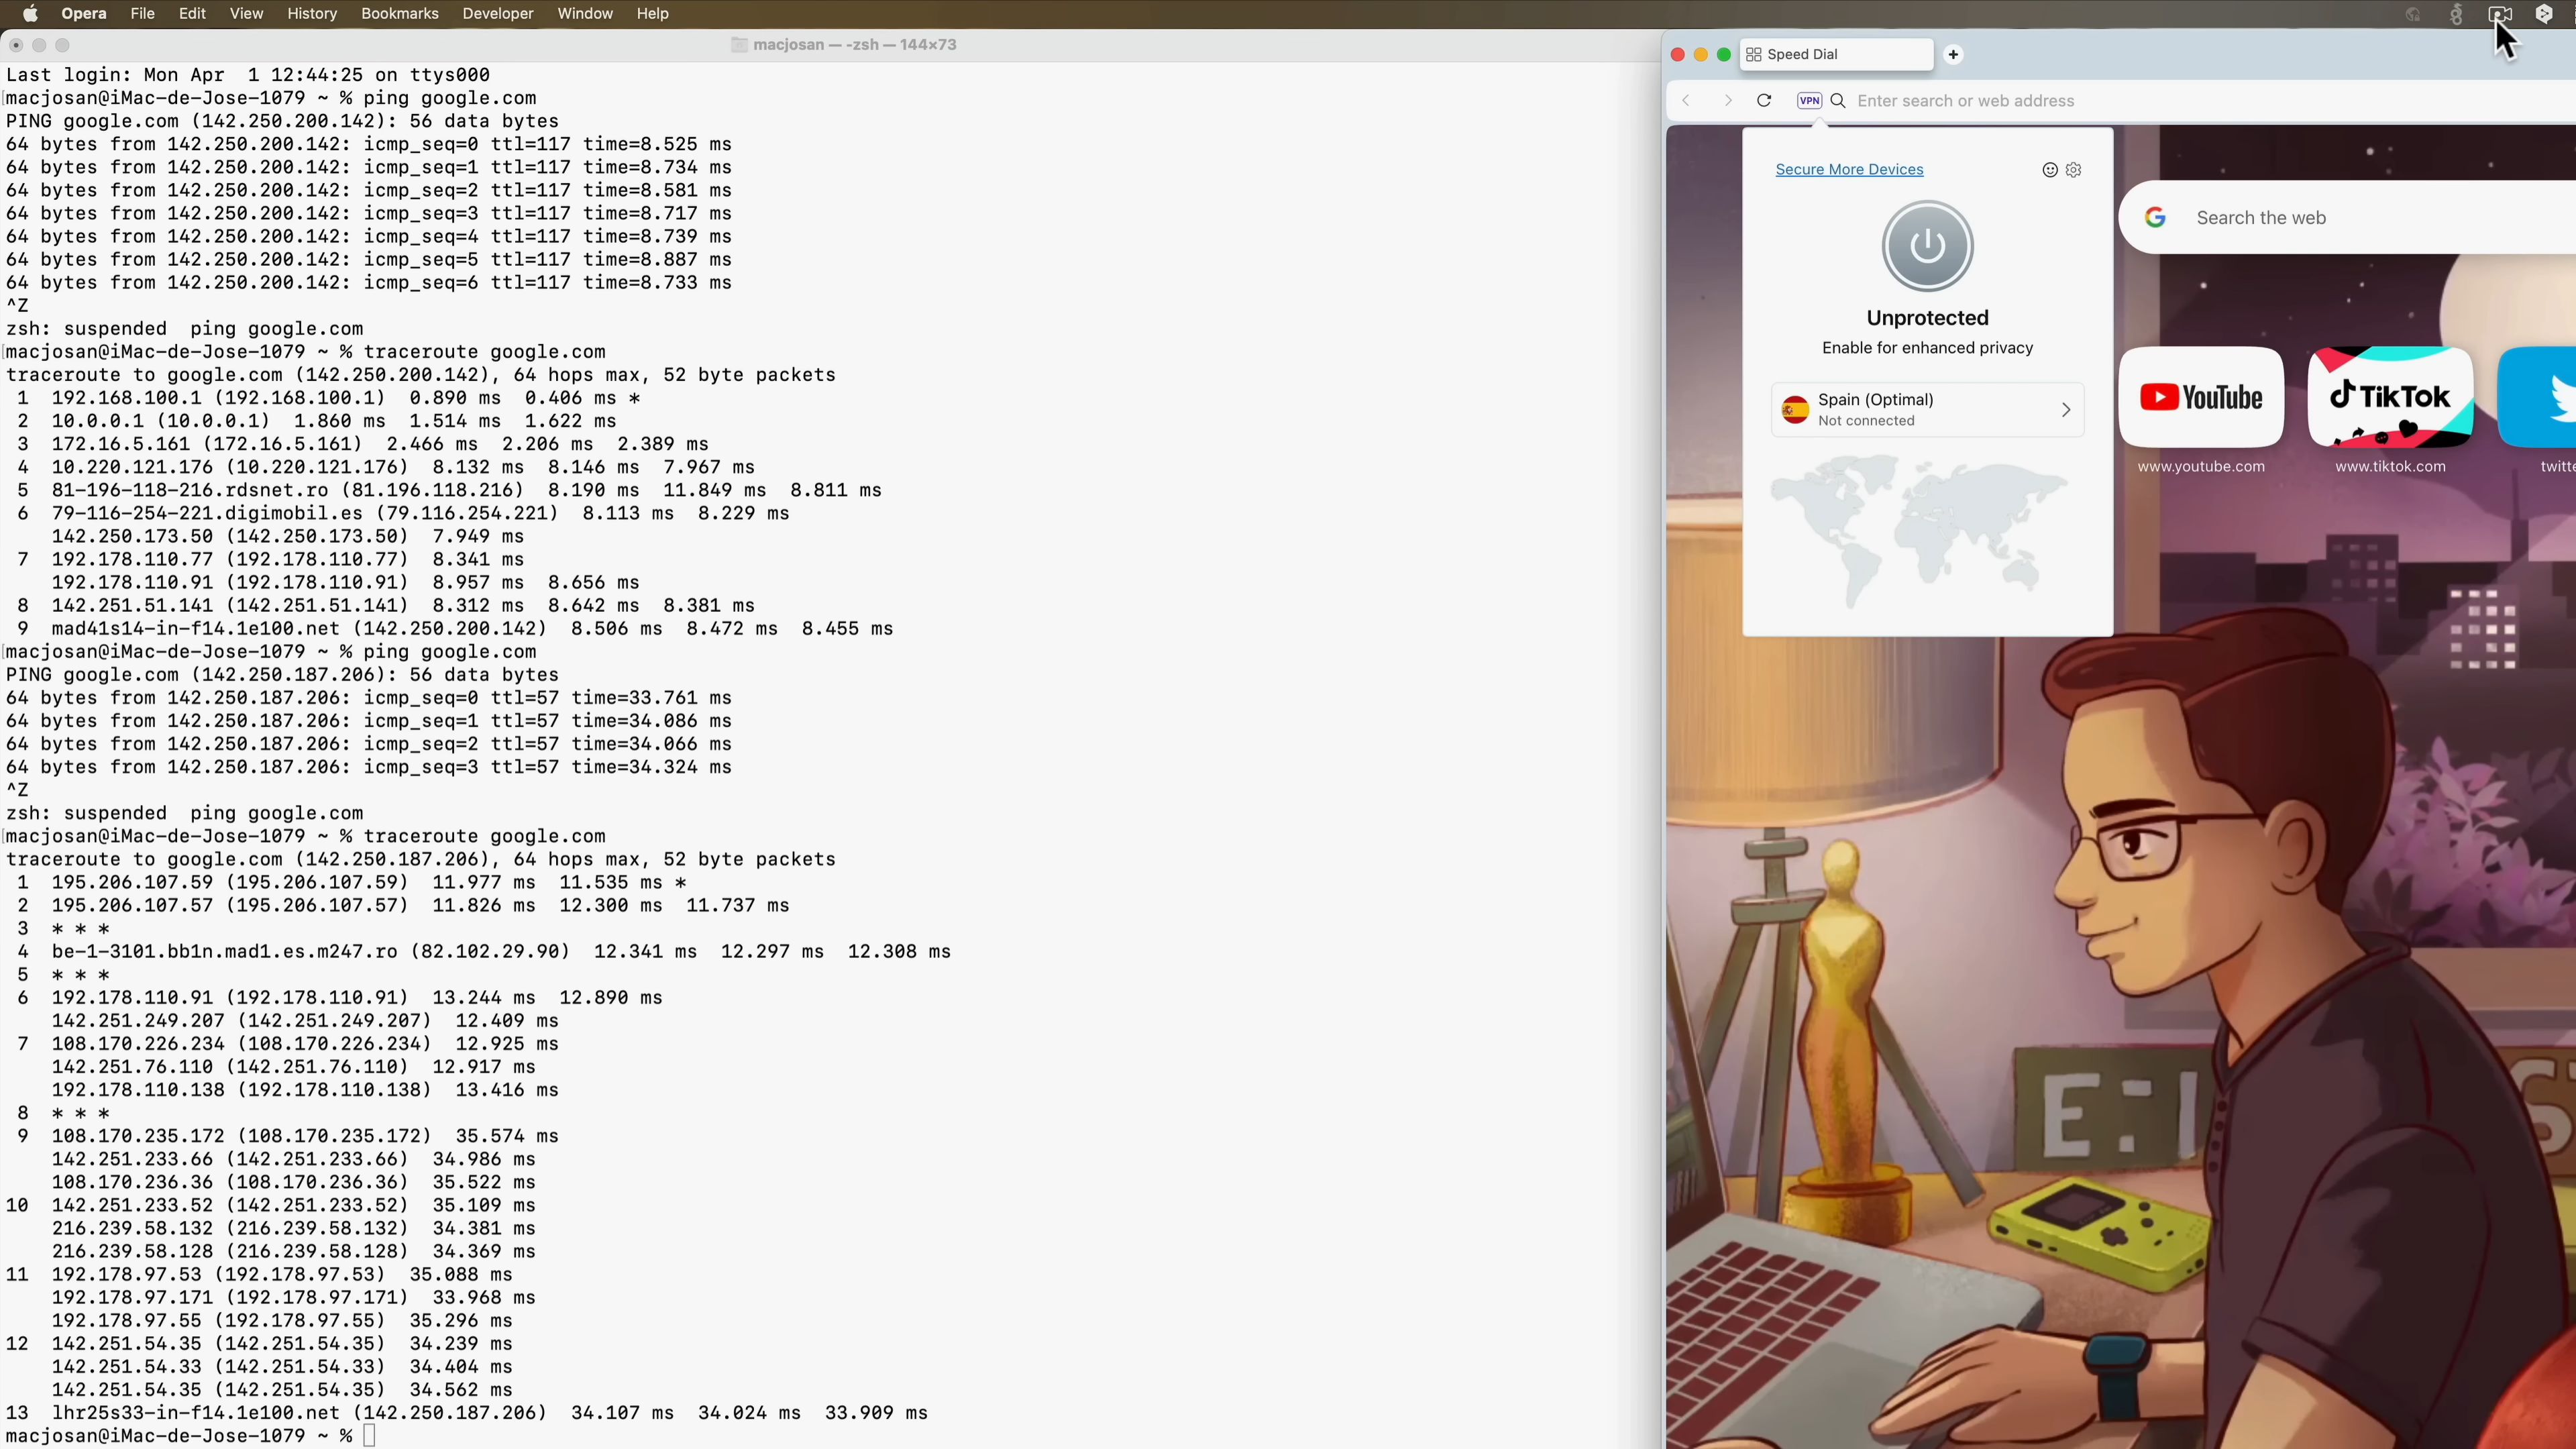 Opera File Edit View History Bookmarks Developer Window Help
macjosan — -zsh — 144×73
Last login: Mon Apr  1 12:44:25 on ttys000
macjosan@iMac-de-Jose-1079 ~ % ping google.com
PING google.com (142.250.200.142): 56 data bytes
64 bytes from 142.250.200.142: icmp_seq=0 ttl=117 time=8.525 ms
64 bytes from 142.250.200.142: icmp_seq=1 ttl=117 time=8.734 ms
64 bytes from 142.250.200.142: icmp_seq=2 ttl=117 time=8.581 ms
64 bytes from 142.250.200.142: icmp_seq=3 ttl=117 time=8.717 ms
64 bytes from 142.250.200.142: icmp_seq=4 ttl=117 time=8.739 ms
64 bytes from 142.250.200.142: icmp_seq=5 ttl=117 time=8.887 ms
64 bytes from 142.250.200.142: icmp_seq=6 ttl=117 time=8.733 ms
^Z
zsh: suspended  ping google.com
macjosan@iMac-de-Jose-1079 ~ % traceroute google.com
traceroute to google.com (142.250.200.142), 64 hops max, 52 byte packets
1  192.168.100.1 (192.168.100.1)  0.890 ms  0.406 ms *
2  10.0.0.1 (10.0.0.1)  1.860 ms  1.514 ms  1.622 ms
3  172.16.5.161 (172.16.5.161)  2.466 ms  2.206 ms  2.389 ms
4  10.220.121.176 (10.220.121.176)  8.132 ms  8.146 ms  7.967 ms
5  81-196-118-216.rdsnet.ro (81.196.118.216)  8.190 ms  11.849 ms  8.811 ms
6  79-116-254-221.digimobil.es (79.116.254.221)  8.113 ms  8.229 ms
142.250.173.50 (142.250.173.50)  7.949 ms
7  192.178.110.77 (192.178.110.77)  8.341 ms
192.178.110.91 (192.178.110.91)  8.957 ms  8.656 ms
8  142.251.51.141 (142.251.51.141)  8.312 ms  8.642 ms  8.381 ms
9  mad41s14-in-f14.1e100.net (142.250.200.142)  8.506 ms  8.472 ms  8.455 ms
macjosan@iMac-de-Jose-1079 ~ % ping google.com
PING google.com (142.250.187.206): 56 data bytes
64 bytes from 142.250.187.206: icmp_seq=0 ttl=57 time=33.761 ms
64 bytes from 142.250.187.206: icmp_seq=1 ttl=57 time=34.086 ms
64 bytes from 142.250.187.206: icmp_seq=2 ttl=57 time=34.066 ms
64 bytes from 142.250.187.206: icmp_seq=3 ttl=57 time=34.324 ms
^Z
zsh: suspended  ping google.com
macjosan@iMac-de-Jose-1079 ~ % traceroute google.com
traceroute to google.com (142.250.187.206), 64 hops max, 52 byte packets
1  195.206.107.59 (195.206.107.59)  11.977 ms  11.535 ms *
2  195.206.107.57 (195.206.107.57)  11.826 ms  12.300 ms  11.737 ms
3  * * *
4  be-1-3101.bb1n.mad1.es.m247.ro (82.102.29.90)  12.341 ms  12.297 ms  12.308 ms
5  * * *
6  192.178.110.91 (192.178.110.91)  13.244 ms  12.890 ms
142.251.249.207 (142.251.249.207)  12.409 ms
7  108.170.226.234 (108.170.226.234)  12.925 ms
142.251.76.110 (142.251.76.110)  12.917 ms
192.178.110.138 (192.178.110.138)  13.416 ms
8  * * *
9  108.170.235.172 (108.170.235.172)  35.574 ms
142.251.233.66 (142.251.233.66)  34.986 ms
108.170.236.36 (108.170.236.36)  35.522 ms
10  142.251.233.52 (142.251.233.52)  35.109 ms
216.239.58.132 (216.239.58.132)  34.381 ms
216.239.58.128 (216.239.58.128)  34.369 ms
11  192.178.97.53 (192.178.97.53)  35.088 ms
192.178.97.171 (192.178.97.171)  33.968 ms
192.178.97.55 (192.178.97.55)  35.296 ms
12  142.251.54.35 (142.251.54.35)  34.239 ms
142.251.54.33 (142.251.54.33)  34.404 ms
142.251.54.35 (142.251.54.35)  34.562 ms
13  lhr25s33-in-f14.1e100.net (142.250.187.206)  34.107 ms  34.024 ms  33.909 ms
macjosan@iMac-de-Jose-1079 ~ %
Speed Dial
VPN Enter search or web address
Secure More Devices
Unprotected
Enable for enhanced privacy
Spain (Optimal)
Not connected
Search the web
YouTube
www.youtube.com
TikTok
www.tiktok.com
twitte